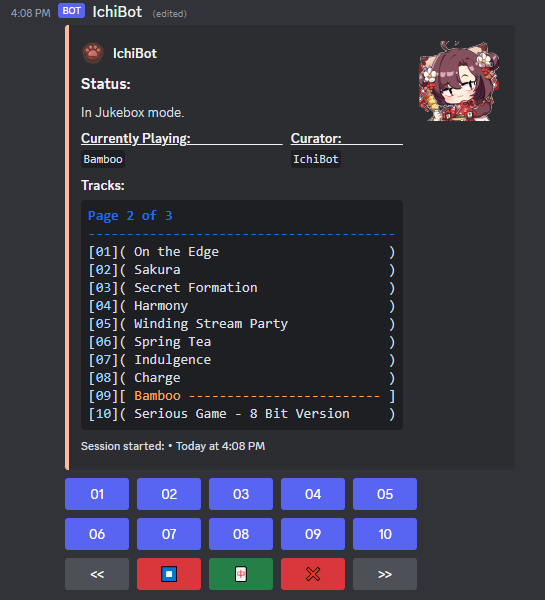 4:08 PM BOT IchiBot (edited)
IchiBot
Status:
In Jukebox mode.
Currently Playing: Curator:
Bamboo IchiBot
Tracks:
Page 2 of 3
----------------------------------------
[01]( On the Edge )
[02]( Sakura )
[03]( Secret Formation )
[04]( Harmony )
[05]( Winding Stream Party )
[06]( Spring Tea )
[07]( Indulgence )
[08]( Charge )
[09][ Bamboo ------------------------- ]
[10]( Serious Game - 8 Bit Version )
Session started: • Today at 4:08 PM
01 02 03 04 05
06 07 08 09 10
<< 中 >>